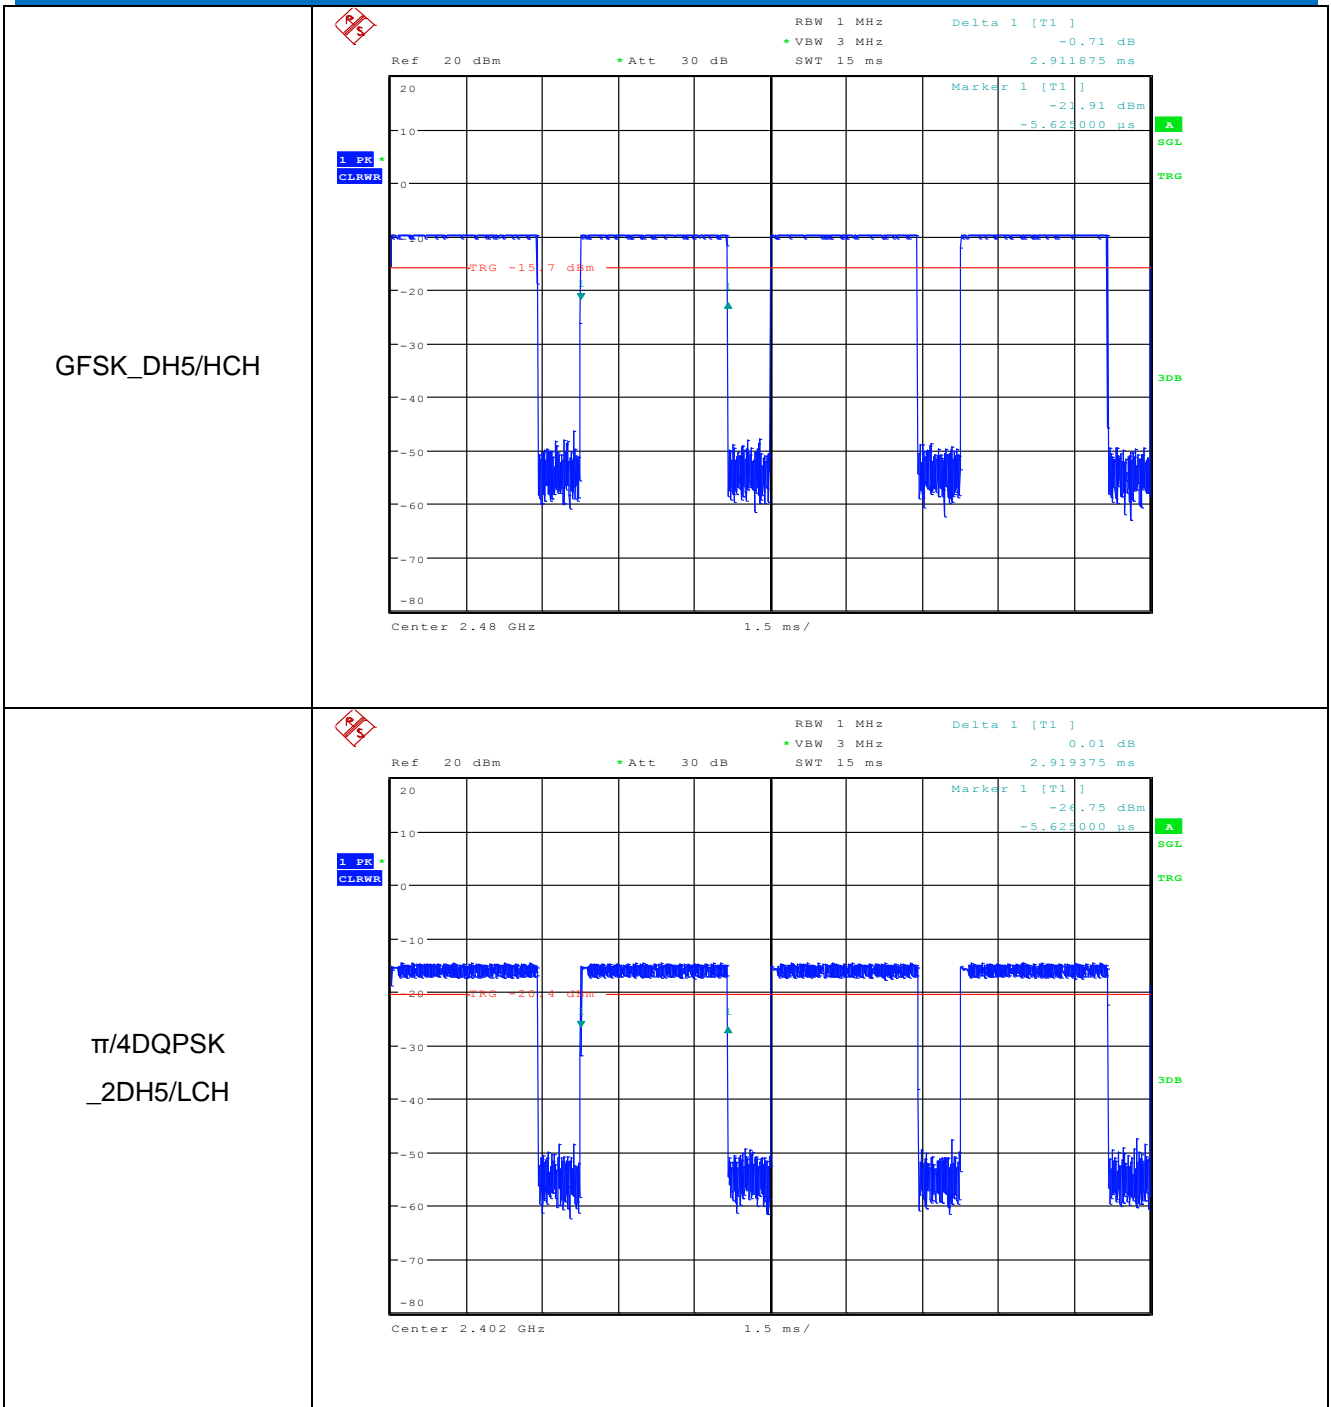 GFSK_DH5/HCH
R S
RBW 1 MHz
Delta 1 [T1 ]
* VBW 3 MHz
-0.71 dB
Ref 20 dBm
* Att 30 dB
SWT 15 ms
2.911875 ms
20
Marker 1 [T1 ]
-21.91 dBm
-5.625000 µs
A
SGL
10
1 PK *
CLRWR
TRG
0
-10
TRG -15.7 dBm
-20
1
1
-30
3DB
-40
-50
-60
-70
-80
Center 2.48 GHz
1.5 ms/
π/4DQPSK
_2DH5/LCH
R S
RBW 1 MHz
Delta 1 [T1 ]
* VBW 3 MHz
0.01 dB
Ref 20 dBm
* Att 30 dB
SWT 15 ms
2.919375 ms
20
Marker 1 [T1 ]
-26.75 dBm
-5.625000 µs
A
SGL
10
1 PK *
CLRWR
TRG
0
-10
-20
TRG -20.4 dBm
1
1
-30
3DB
-40
-50
-60
-70
-80
Center 2.402 GHz
1.5 ms/